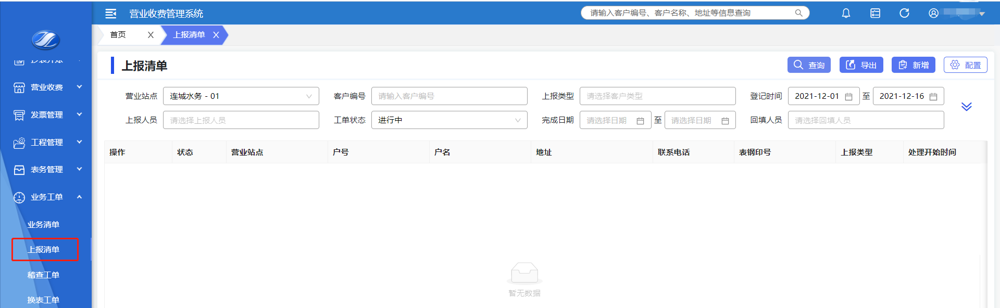 营业收费管理系统
请输入客户编号、客户名称、地址等信息查询
首页 X
上报清单 X
营业收费
发票管理
工程管理
表务管理
业务工单
业务清单
上报清单
稽查工单
换表工单
上报清单
查询 导出 新增 配置
营业站点 连城水务 - 01 客户编号 请输入客户编号 上报类型 请选择客户类型 登记时间 2021-12-01 至 2021-12-16
上报人员 请选择上报人员 工单状态 进行中 完成日期 请选择日期 至 请选择日期 回填人员 请选择回填人员
操作 状态 营业站点 户号 户名 地址 联系电话 表钢印号 上报类型 处理开始时间
暂无数据